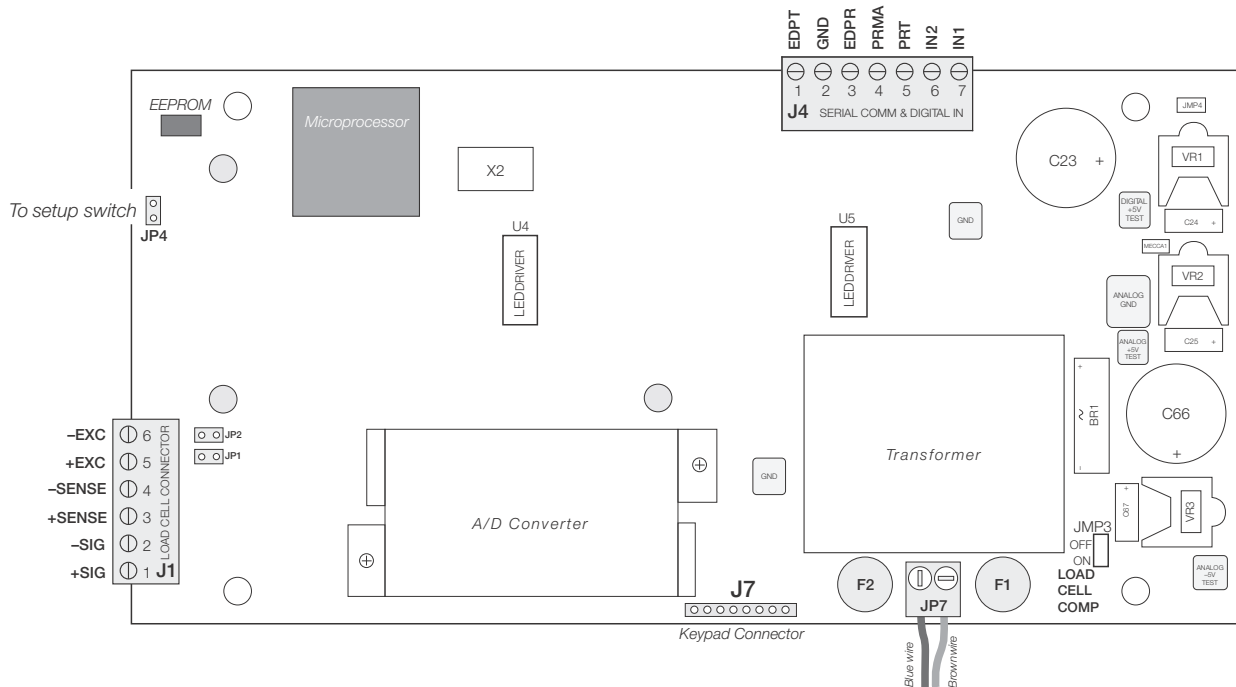 EDPT
GND
EDPR
PRMA
PRT
IN2
IN1
1 2 3 4 5 6 7
J4 SERIAL COMM & DIGITAL IN
EEPROM
Microprocessor
X2
C23 +
JMP4
VR1
C24 +
DIGITAL
+5V
TEST
To setup switch
JP4
U4
LEDDRIVER
U5
LEDDRIVER
GND
MECCA1
VR2
ANALOG
GND
C25 +
ANALOG
+5V
TEST
–EXC 6
+EXC 5
–SENSE 4
+SENSE 3
–SIG 2
+SIG 1
LOAD CELL CONNECTOR
J1
JP2
JP1
A/D Converter
GND
Transformer
+
~
BR1
–
C66
+
+
C67
VR3
JMP3
OFF
ON
LOAD
CELL
COMP
ANALOG
–5V
TEST
J7
Keypad Connector
F2
JP7
F1
Blue wire
Brownwire